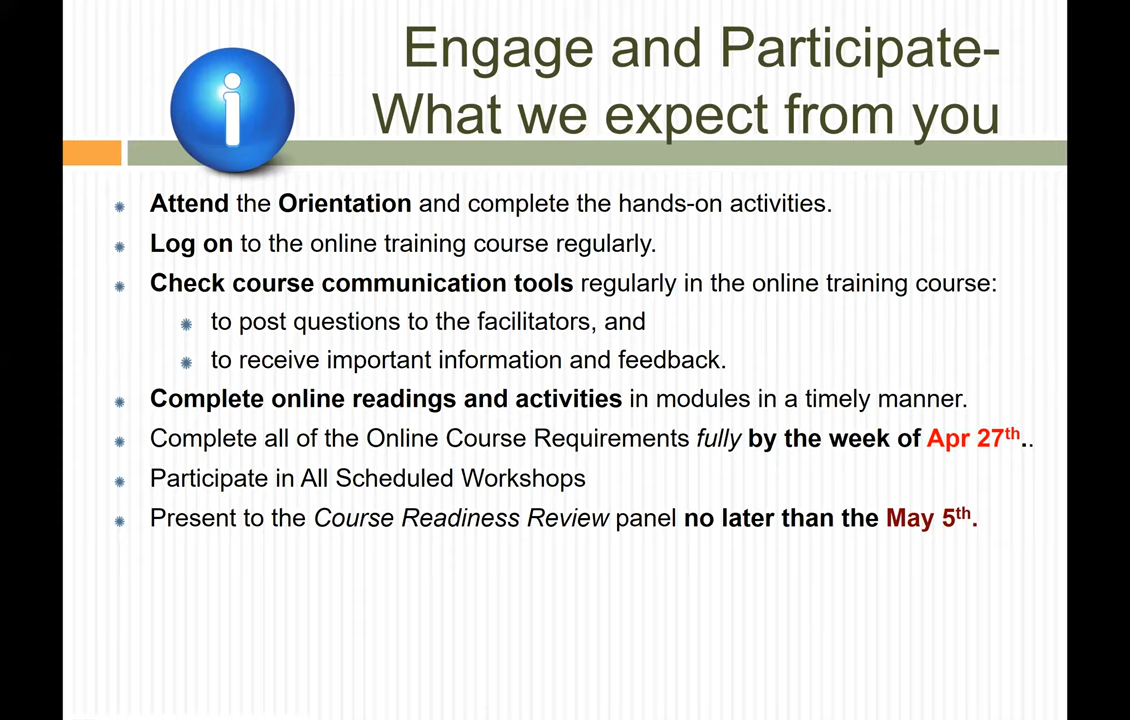 Engage and Participate-
What we expect from you
Attend the Orientation and complete the hands-on activities.
Log on to the online training course regularly.
Check course communication tools regularly in the online training course:
to post questions to the facilitators, and
to receive important information and feedback.
Complete online readings and activities in modules in a timely manner.
Complete all of the Online Course Requirements fully by the week of Apr 27th..
Participate in All Scheduled Workshops
Present to the Course Readiness Review panel no later than the May 5th.